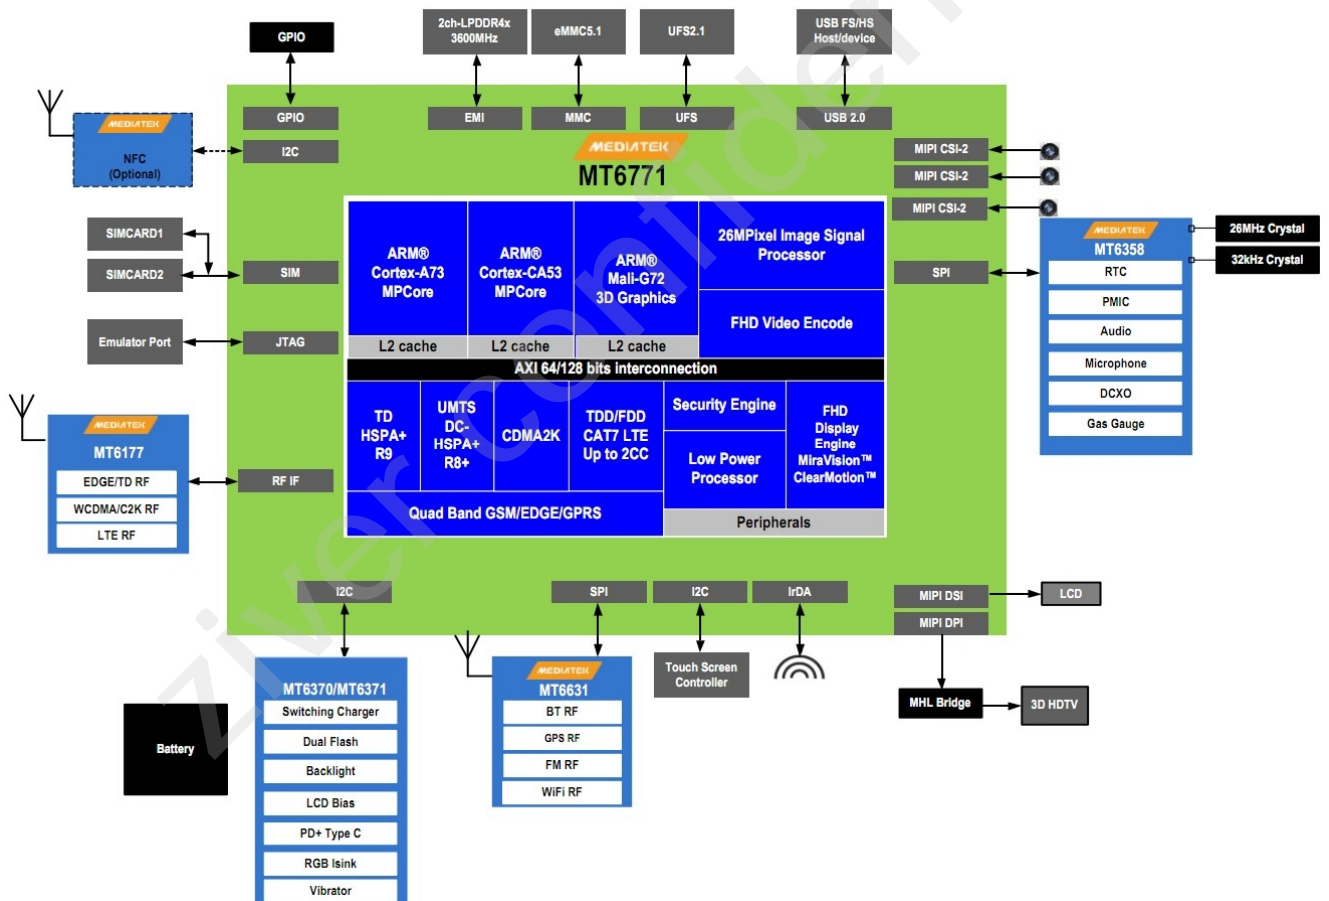 GPIO
2ch-LPDDR4x
3600MHz
eMMC5.1
UFS2.1
USB FS/HS
Host/device
GPIO
EMI
MMC
UFS
USB 2.0
MEDIATEK
MT6771
MEDIATEK
NFC
(Optional)
I2C
MIPI CSI-2
MIPI CSI-2
MIPI CSI-2
SIMCARD1
SIMCARD2
SIM
Emulator Port
JTAG
ARM®
Cortex-A73
MPCore
ARM®
Cortex-CA53
MPCore
ARM®
Mali-G72
3D Graphics
26MPixel Image Signal
Processor
FHD Video Encode
L2 cache
L2 cache
L2 cache
AXI 64/128 bits interconnection
TD
HSPA+
R9
UMTS
DC-
HSPA+
R8+
CDMA2K
TDD/FDD
CAT7 LTE
Up to 2CC
Security Engine
Low Power
Processor
FHD
Display
Engine
MiraVision™
ClearMotion™
Quad Band GSM/EDGE/GPRS
Peripherals
SPI
MEDIATEK
MT6358
RTC
PMIC
Audio
Microphone
DCXO
Gas Gauge
26MHz Crystal
32kHz Crystal
MEDIATEK
MT6177
EDGE/TD RF
WCDMA/C2K RF
LTE RF
RF IF
I2C
SPI
I2C
IrDA
MIPI DSI
MIPI DPI
LCD
Battery
MT6370/MT6371
Switching Charger
Dual Flash
Backlight
LCD Bias
PD+ Type C
RGB Isink
Vibrator
MEDIATEK
MT6631
BT RF
GPS RF
FM RF
WiFi RF
Touch Screen
Controller
MHL Bridge
3D HDTV
ziver confiden